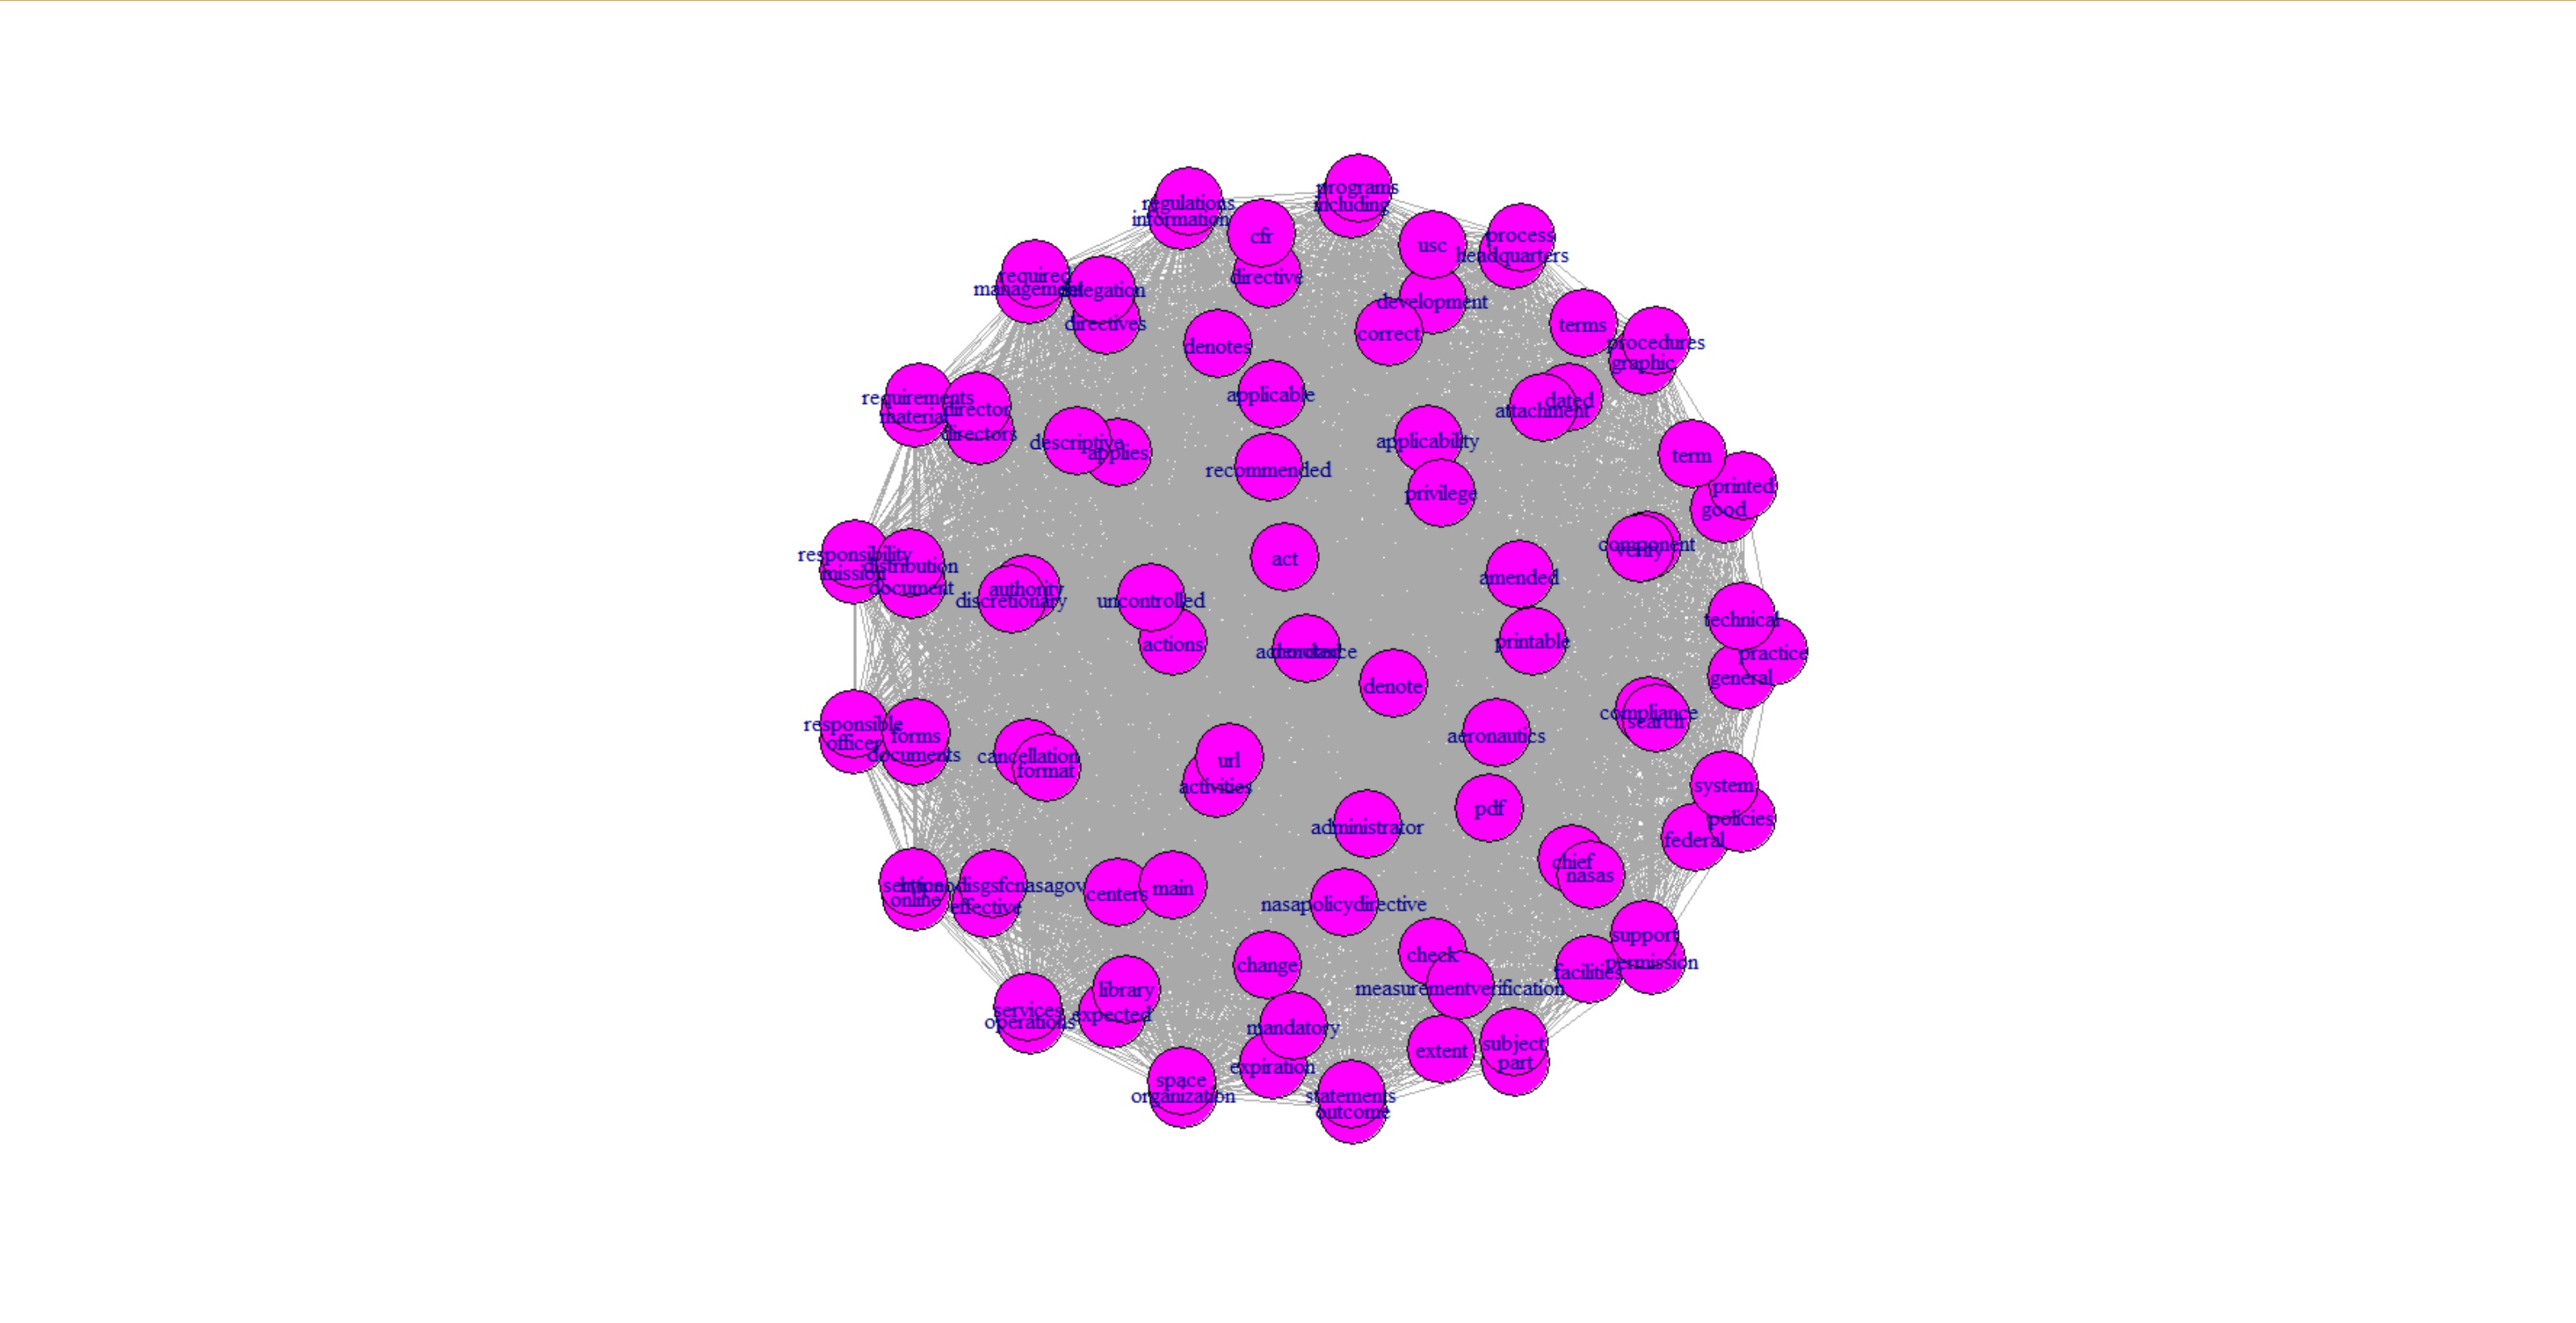 programs
regulations
including
information
cfr
process
usc
headquarters
required
directive
management
directives
development
terms
correct
procedures
denotes
graphic
applicable
requirements
dated
director
attachment
material
directors
descriptive
applicability
applies
term
recommended
printed
privilege
good
component
responsibility
act
distribution
mission
amended
document
authority
discretionary
uncontrolled
technical
printable
actions
practice
general
denote
compliance
search
responsible
forms
aeronautics
officer
documents
cancellation
url
format
activities
system
pdf
policies
administrator
federal
chief
nasas
main
centers
online
nasapolicydirective
effective
support
check
permission
change
facilities
measurementverification
library
services
expected
operations
mandatory
subject
extent
part
expiration
space
organization
statements
outcome